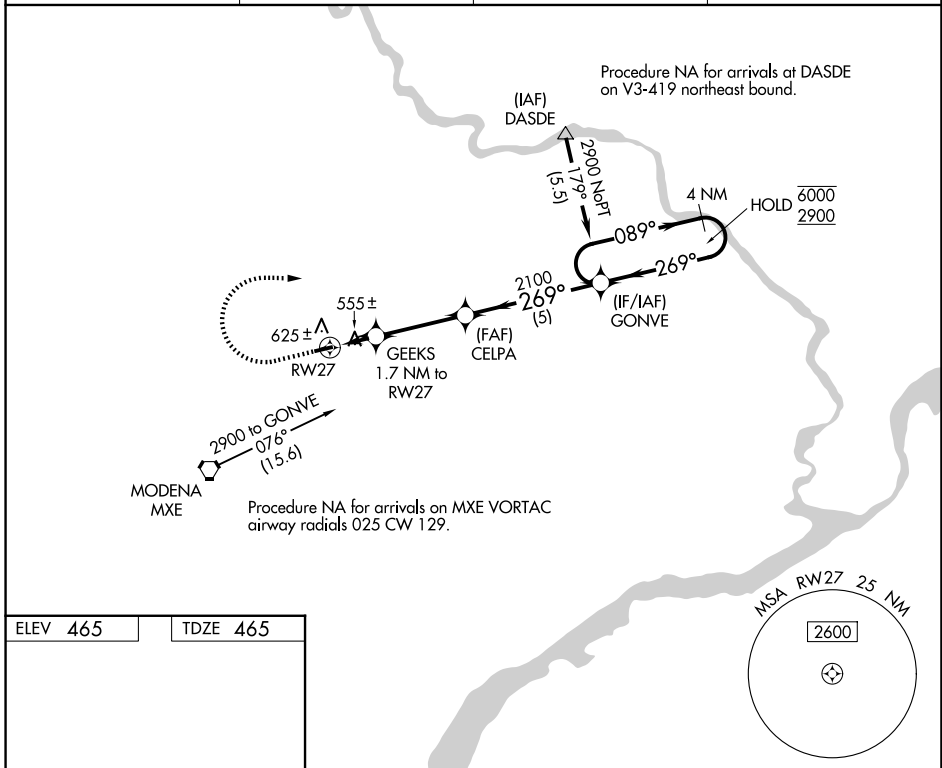 Procedure NA for arrivals at DASDE
on V3-419 northeast bound.
(IAF)
DASDE
2900 NoPT
179°
(5.5)
4 NM
HOLD 6000
2900
089°
269°
2100
269°
(5)
(IF/IAF)
GONVE
555±
625±
(FAF)
CELPA
GEEKS
1.7 NM to
RW27
RW27
2900 to GONVE
076°
(15.6)
MODENA
MXE
Procedure NA for arrivals on MXE VORTAC
airway radials 025 CW 129.
MSA RW27 25 NM
2600
ELEV 465
TDZE 465